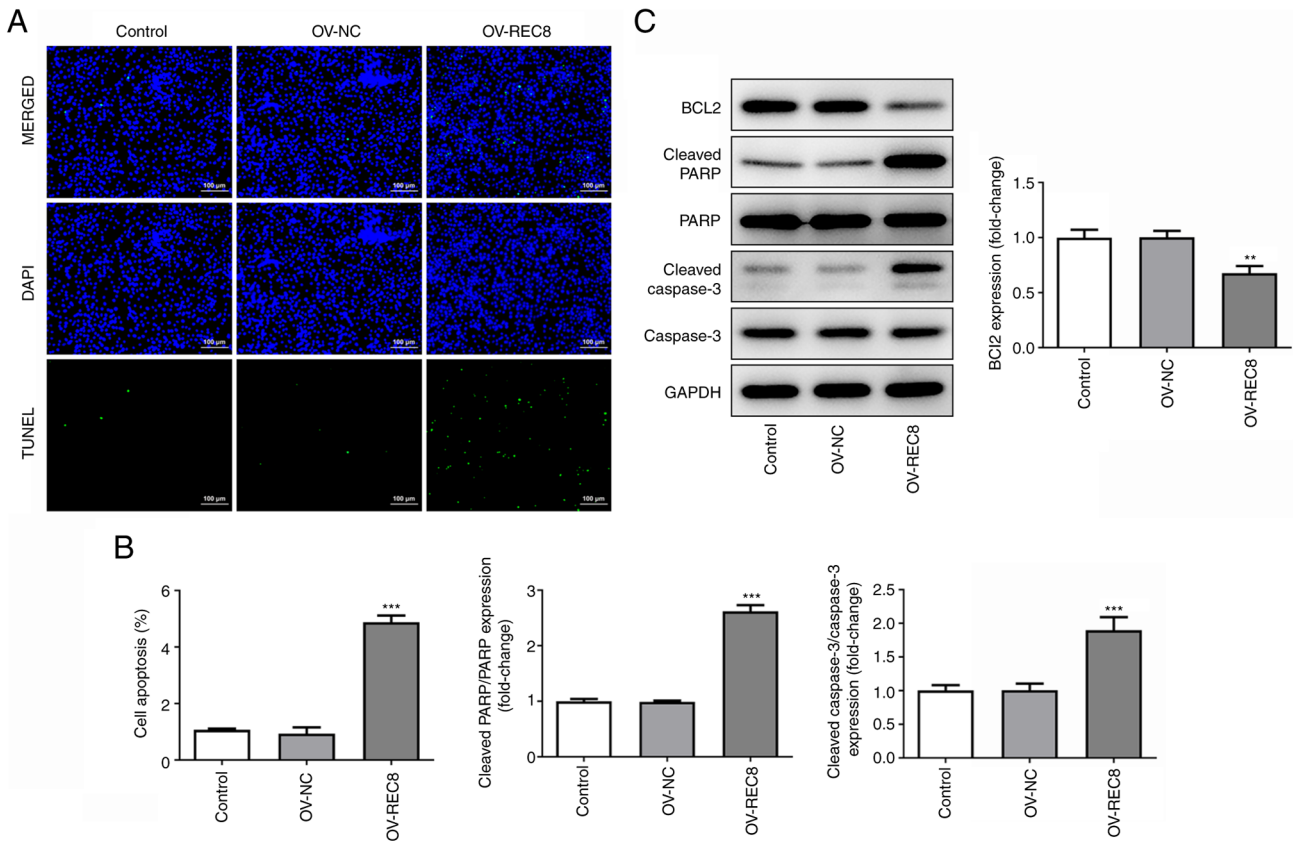 A
Control
OV-NC
OV-REC8
MERGED
100 μm
100 μm
100 μm
DAPI
100 μm
100 μm
100 μm
TUNEL
100 μm
100 μm
100 μm
C
BCL2
Cleaved
PARP
PARP
Cleaved
caspase-3
Caspase-3
GAPDH
Control
OV-NC
OV-REC8
BCl2 expression (fold-change)
1.5
1.0
0.5
0.0
**
Control
OV-NC
OV-REC8
B
Cell apoptosis (%)
6
4
2
0
***
Control
OV-NC
OV-REC8
Cleaved PARP/PARP expression
(fold-change)
3
2
1
0
***
Control
OV-NC
OV-REC8
Cleaved caspase-3/caspase-3
expression (fold-change)
2.5
2.0
1.5
1.0
0.5
0.0
***
Control
OV-NC
OV-REC8